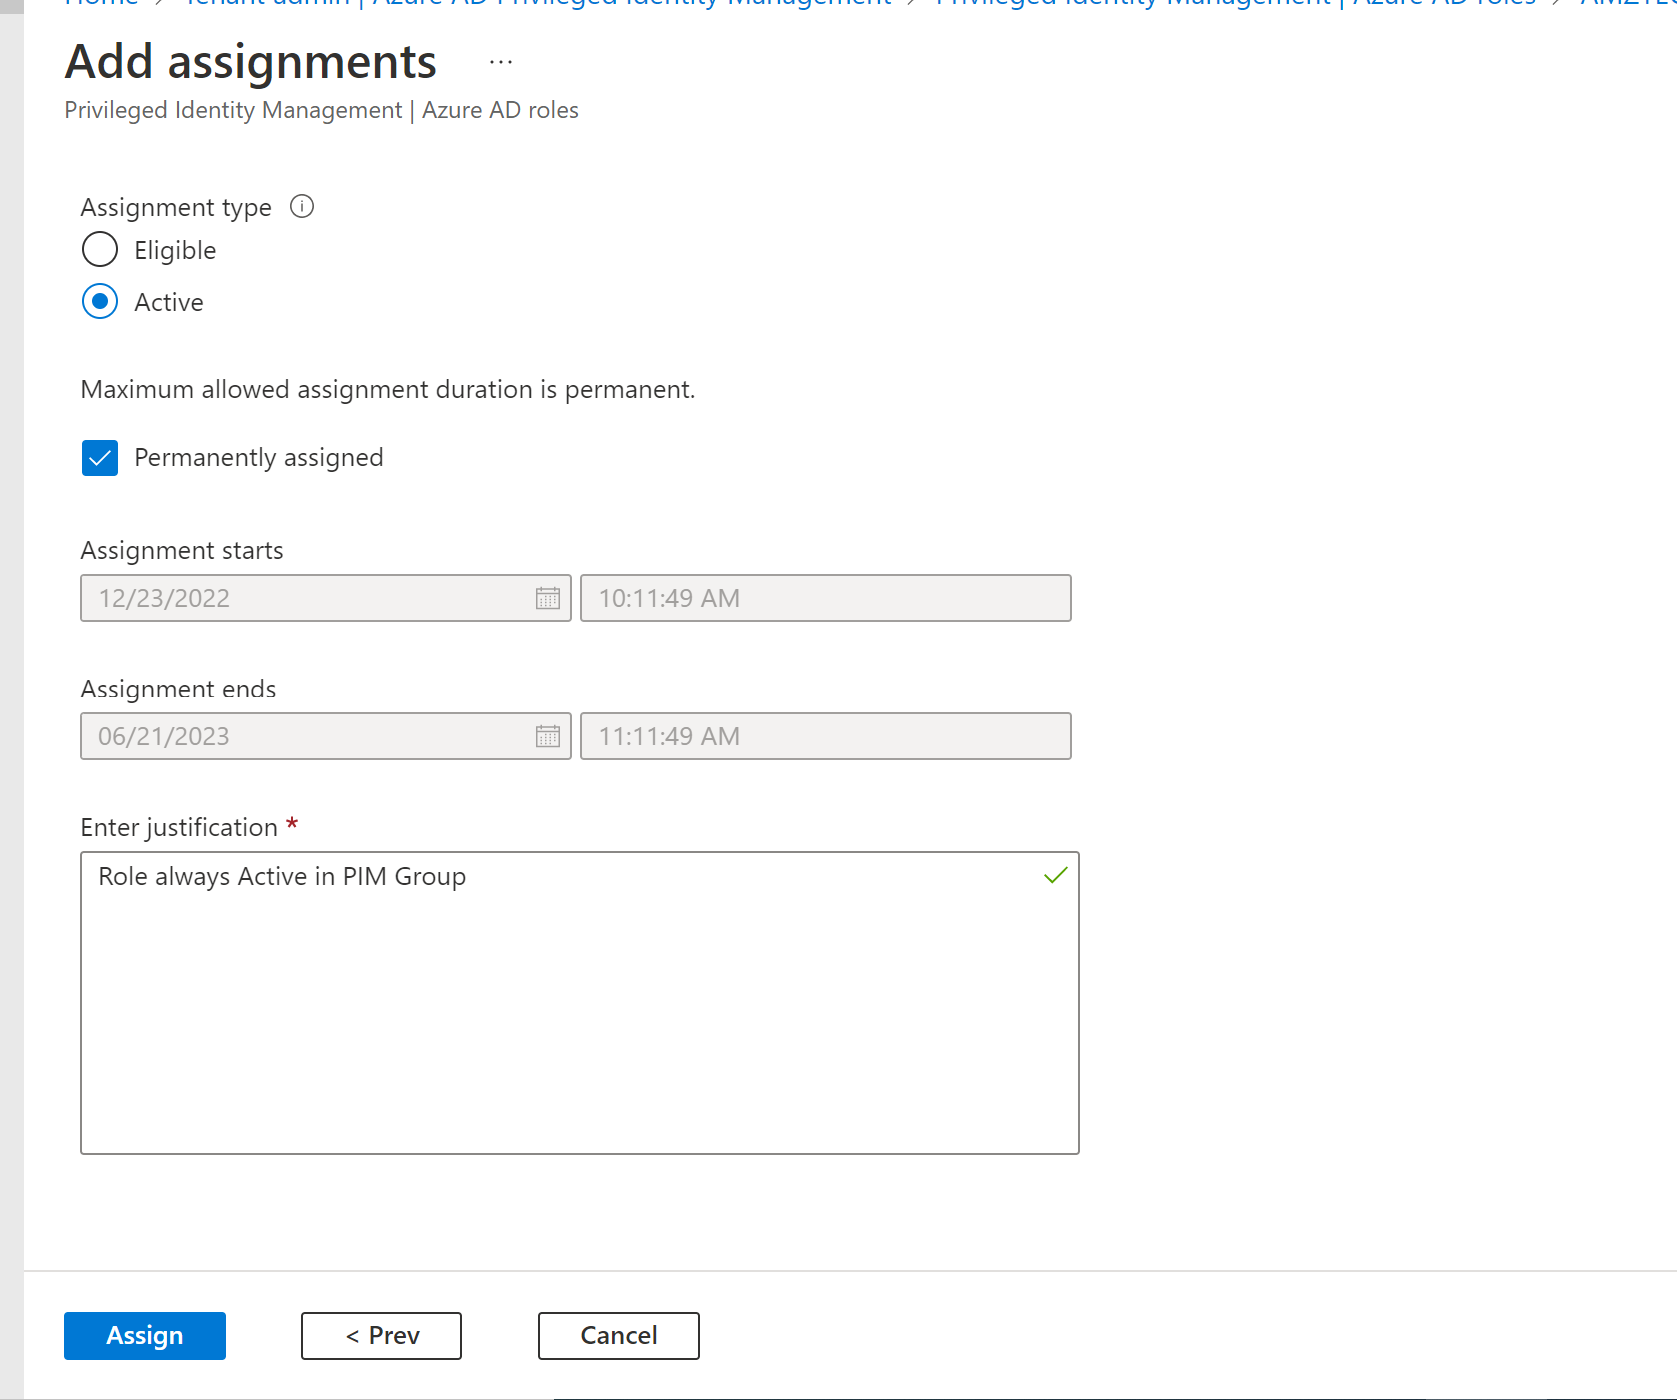 Home > Tenant admin | Azure AD Privileged Identity Management > Privileged Identity Management | Azure AD roles >
Add assignments ...
Privileged Identity Management | Azure AD roles
Assignment type
Eligible
Active
Maximum allowed assignment duration is permanent.
Permanently assigned
Assignment starts
12/23/2022 10:11:49 AM
Assignment ends
06/21/2023 11:11:49 AM
Enter justification *
Role always Active in PIM Group
Assign < Prev Cancel